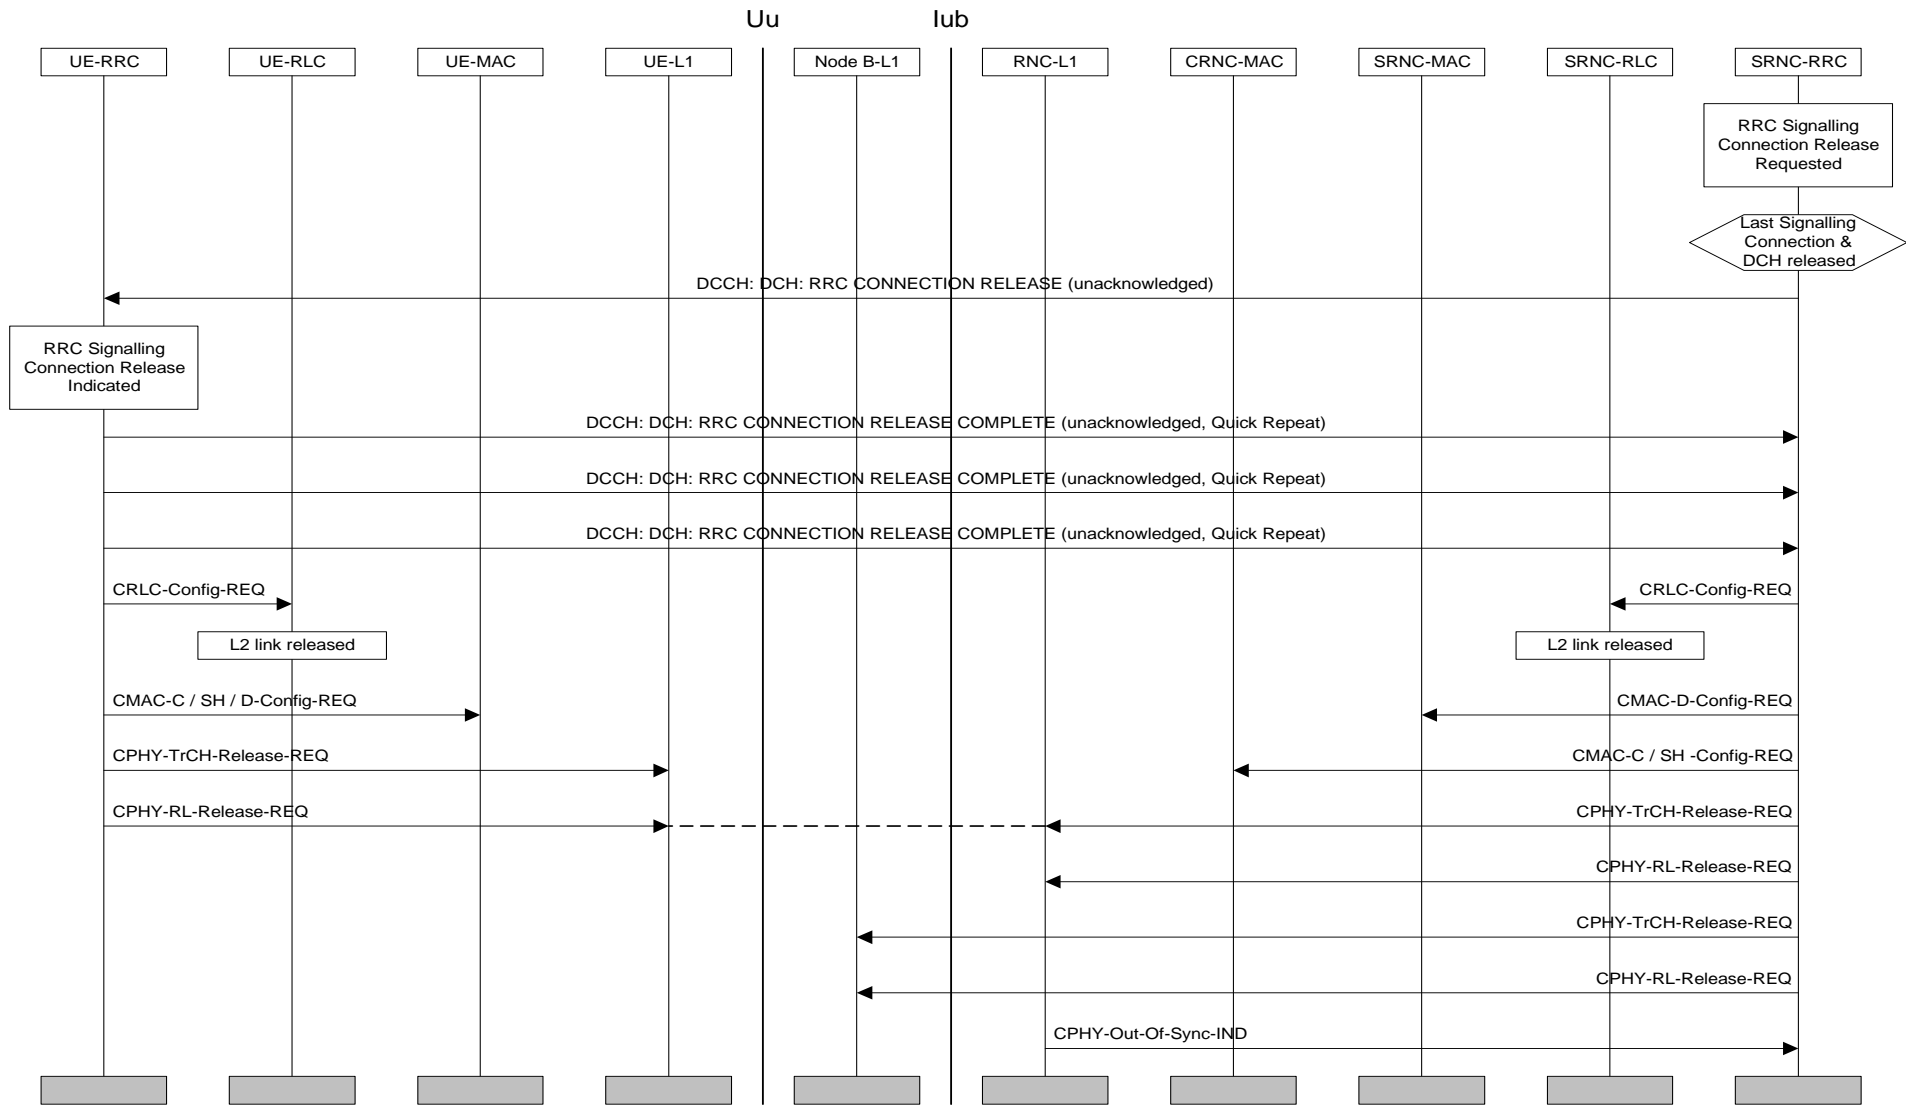 Uu
Iub
UE-RRC
UE-RLC
UE-MAC
UE-L1
Node B-L1
RNC-L1
CRNC-MAC
SRNC-MAC
SRNC-RLC
SRNC-RRC
RRC Signalling
Connection Release
Requested
Last Signalling
Connection &
DCH released
DCCH: DCH: RRC CONNECTION RELEASE (unacknowledged)
RRC Signalling
Connection Release
Indicated
DCCH: DCH: RRC CONNECTION RELEASE COMPLETE (unacknowledged, Quick Repeat)
DCCH: DCH: RRC CONNECTION RELEASE COMPLETE (unacknowledged, Quick Repeat)
DCCH: DCH: RRC CONNECTION RELEASE COMPLETE (unacknowledged, Quick Repeat)
CRLC-Config-REQ
CRLC-Config-REQ
L2 link released
L2 link released
CMAC-C / SH / D-Config-REQ
CMAC-D-Config-REQ
CPHY-TrCH-Release-REQ
CMAC-C / SH -Config-REQ
CPHY-RL-Release-REQ
CPHY-TrCH-Release-REQ
CPHY-RL-Release-REQ
CPHY-TrCH-Release-REQ
CPHY-RL-Release-REQ
CPHY-Out-Of-Sync-IND